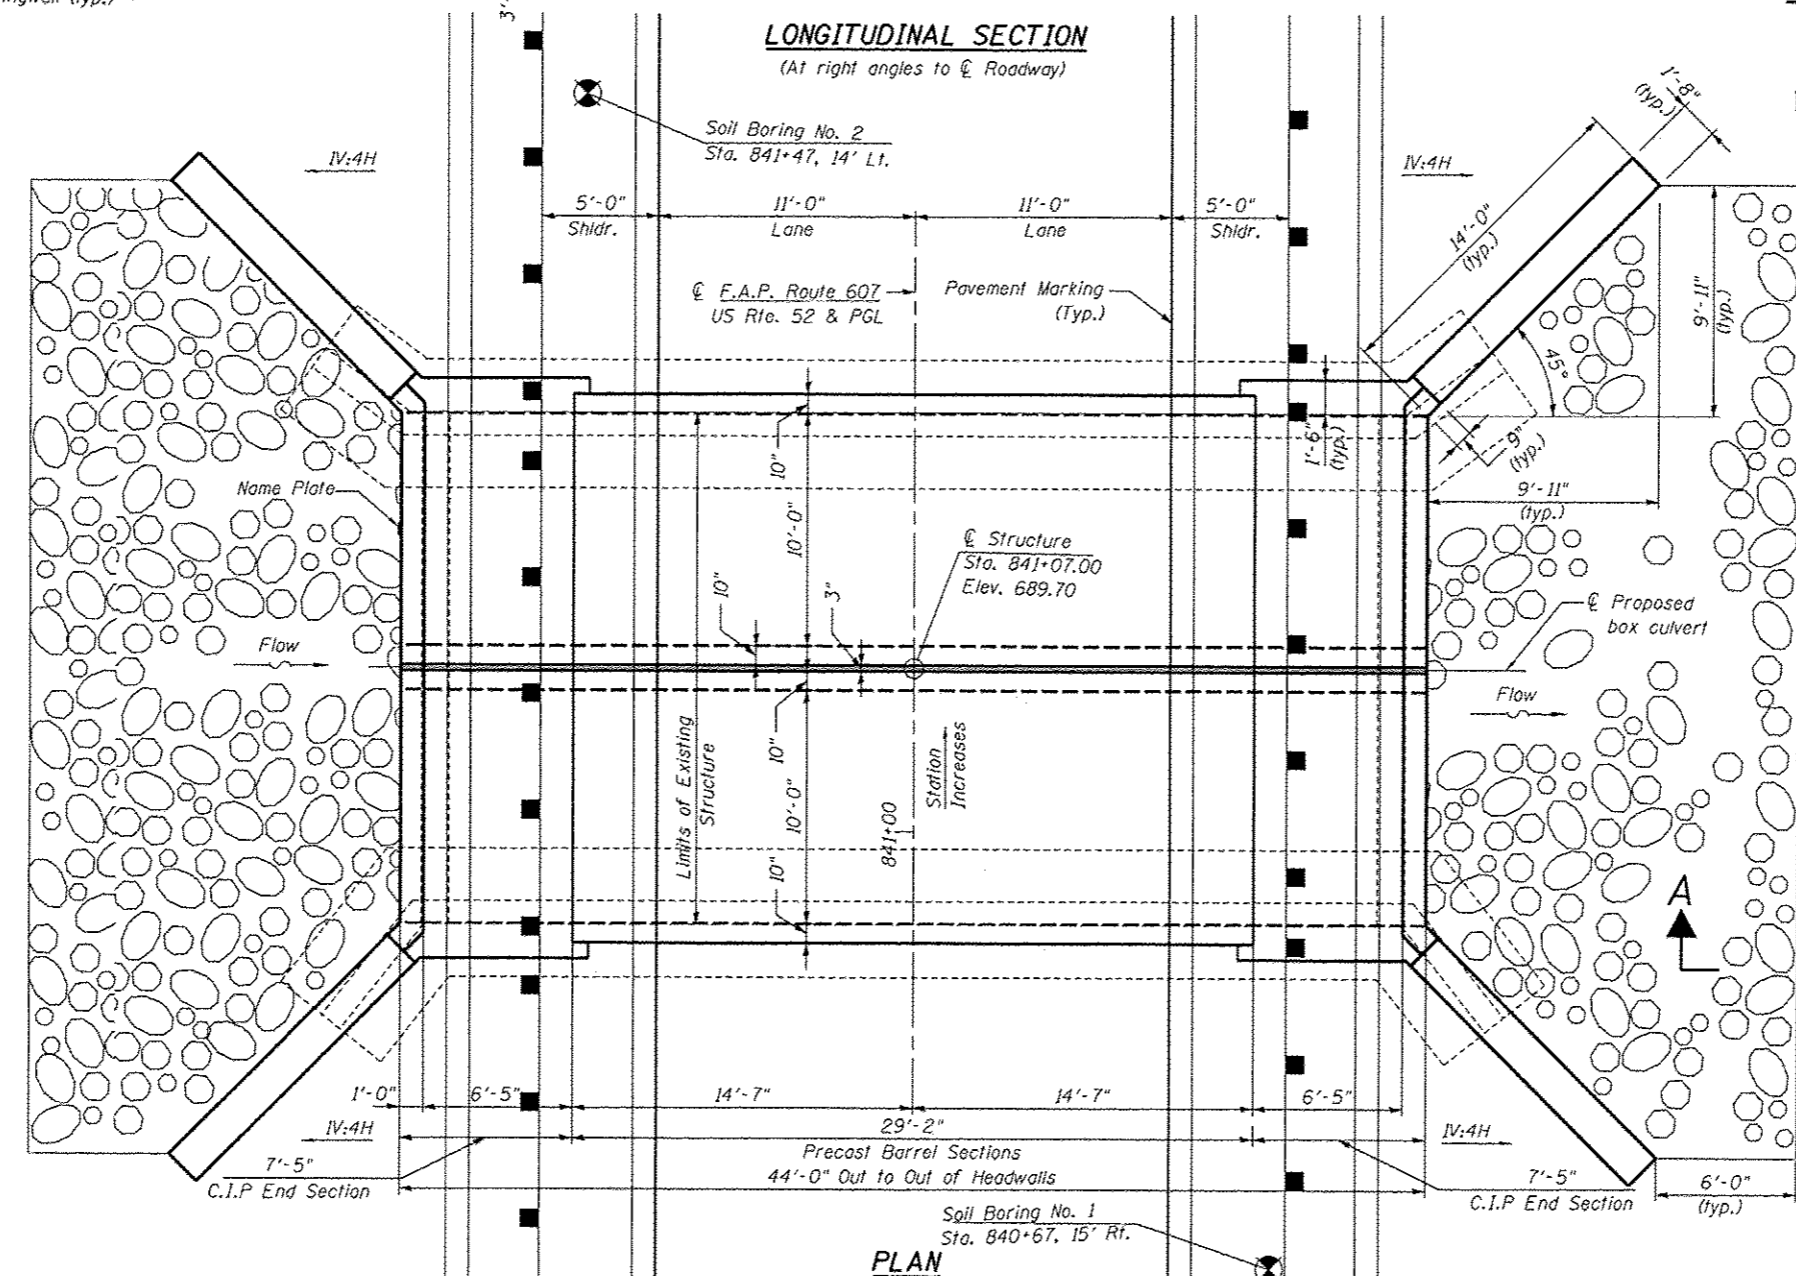 LONGITUDINAL SECTION
(At right angles to ℄ Roadway)
Soil Boring No. 2
Sta. 841+47, 14' Lt.
1V:4H
1V:4H
1'-8"
(typ.)
14'-0"
(typ.)
5'-0"
Shldr.
11'-0"
Lane
11'-0"
Lane
5'-0"
Shldr.
℄ F.A.P. Route 607
US Rte. 52 & PGL
Pavement Marking
(Typ.)
9'-11"
(typ.)
45°
10"
1'-6"
(typ.)
9"
(typ.)
9'-11"
(typ.)
Name Plate
10'-0"
℄ Structure
Sta. 841+07.00
Elev. 689.70
10"
3"
℄ Proposed
box culvert
Flow
Flow
Limits of Existing
Structure
10"
10'-0"
10"
841+00
Station
Increases
A
1'-0"
6'-5"
14'-7"
14'-7"
6'-5"
1V:4H
29'-2"
1V:4H
Precast Barrel Sections
7'-5"
C.I.P End Section
44'-0" Out to Out of Headwalls
7'-5"
C.I.P End Section
6'-0"
(typ.)
Soil Boring No. 1
Sta. 840+67, 15' Rt.
PLAN